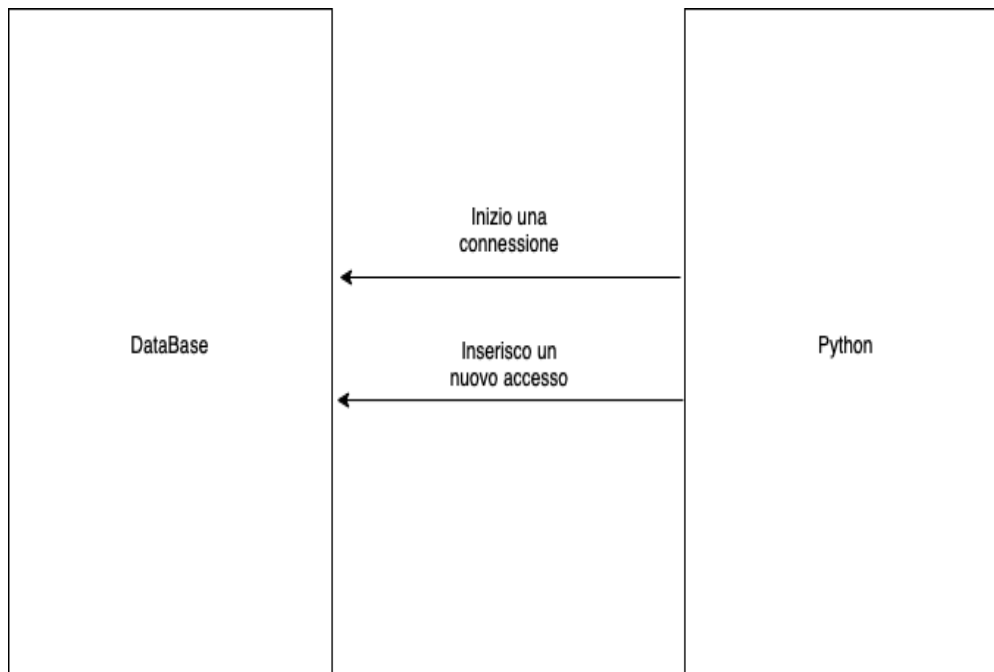 Inizio una
connessione
DataBase
Inserisco un
nuovo accesso
Python